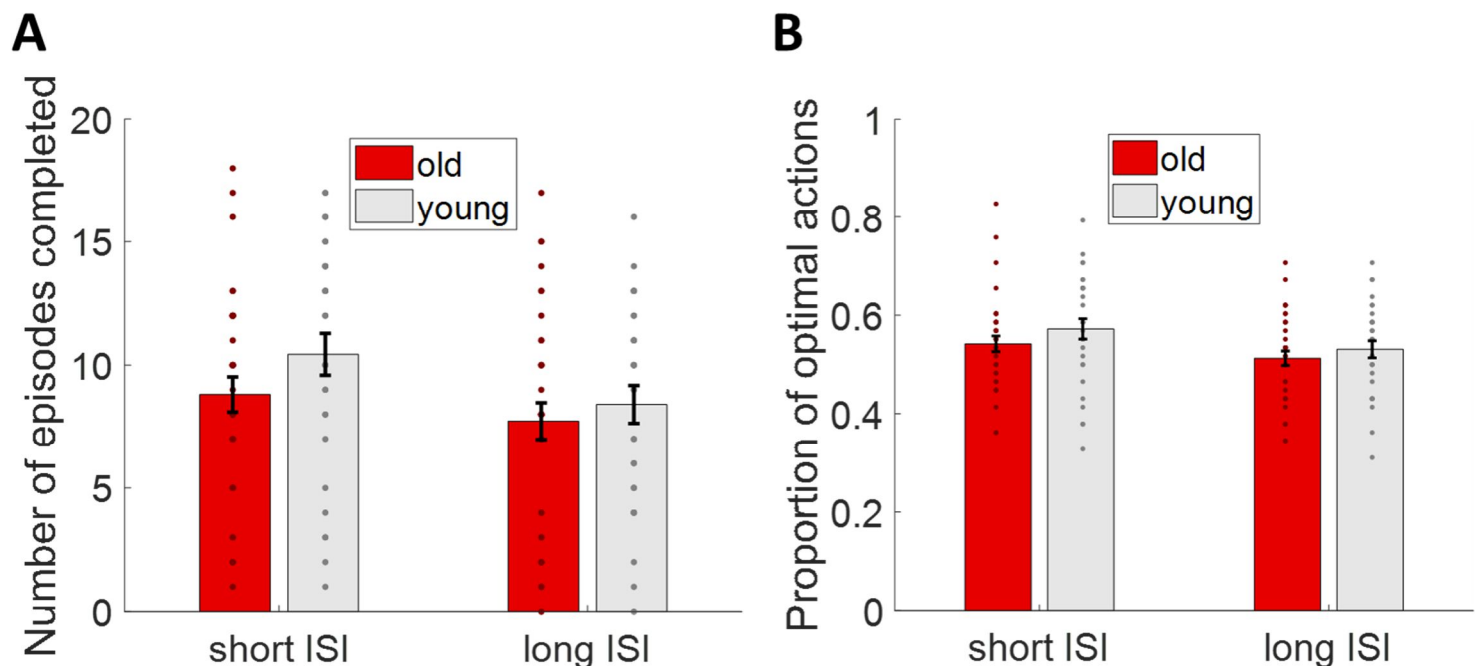 A
Number of episodes completed
20
15
10
5
0
old
young
short ISI
long ISI
B
Proportion of optimal actions
1
0.8
0.6
0.4
0.2
0
old
young
short ISI
long ISI